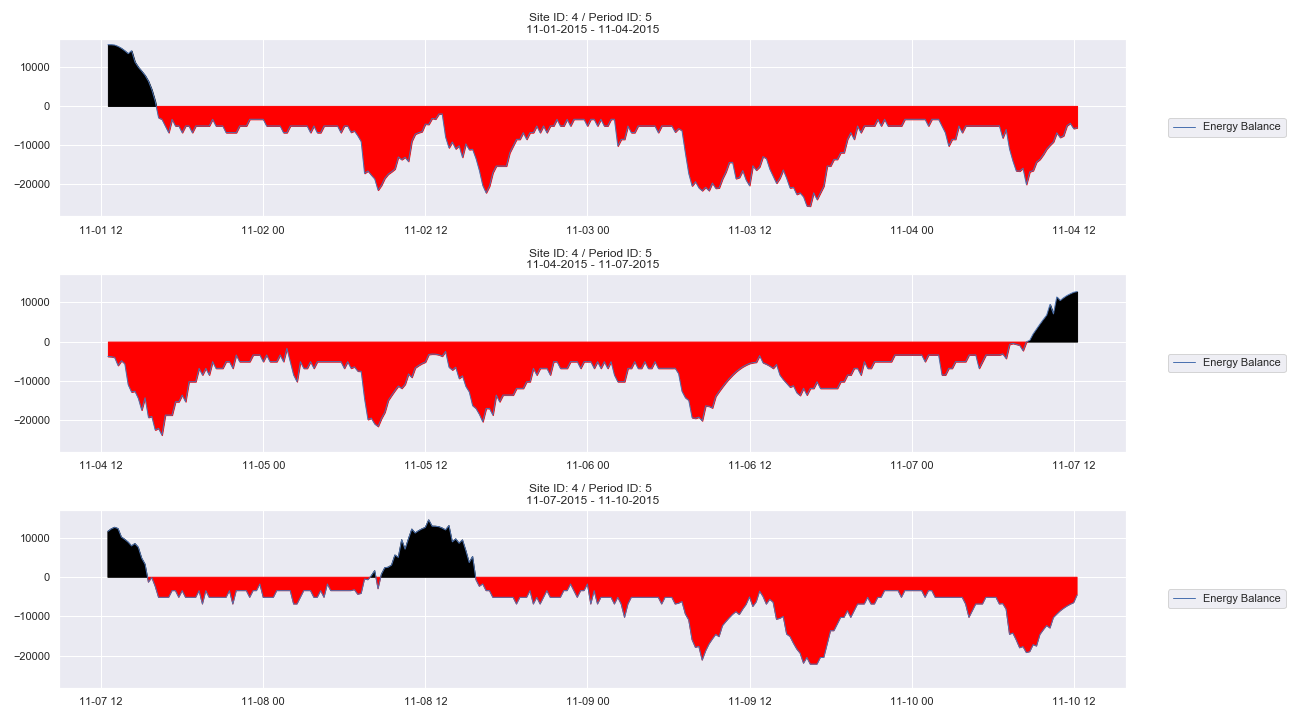 Site ID: 4 / Period ID: 5
11-01-2015 - 11-04-2015
10000
0
−10000
−20000
11-01 12 11-02 00 11-02 12 11-03 00 11-03 12 11-04 00 11-04 12
Energy Balance
Site ID: 4 / Period ID: 5
11-04-2015 - 11-07-2015
10000
0
−10000
−20000
11-04 12 11-05 00 11-05 12 11-06 00 11-06 12 11-07 00 11-07 12
Energy Balance
Site ID: 4 / Period ID: 5
11-07-2015 - 11-10-2015
10000
0
−10000
−20000
11-07 12 11-08 00 11-08 12 11-09 00 11-09 12 11-10 00 11-10 12
Energy Balance